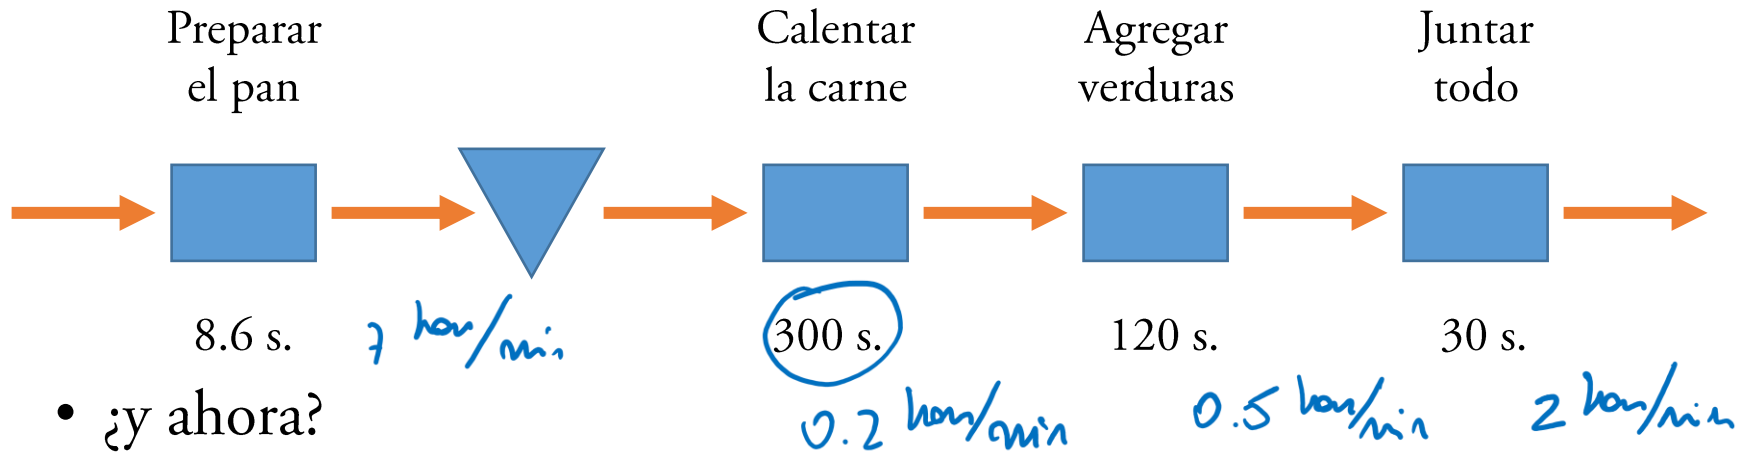 Preparar
el pan
Calentar
la carne
Agregar
verduras
Juntar
todo
8.6 s.
7 ham/min
300 s.
120 s.
30 s.
0.2 ham/min
0.5 ham/min
2 ham/min
• ¿y ahora?